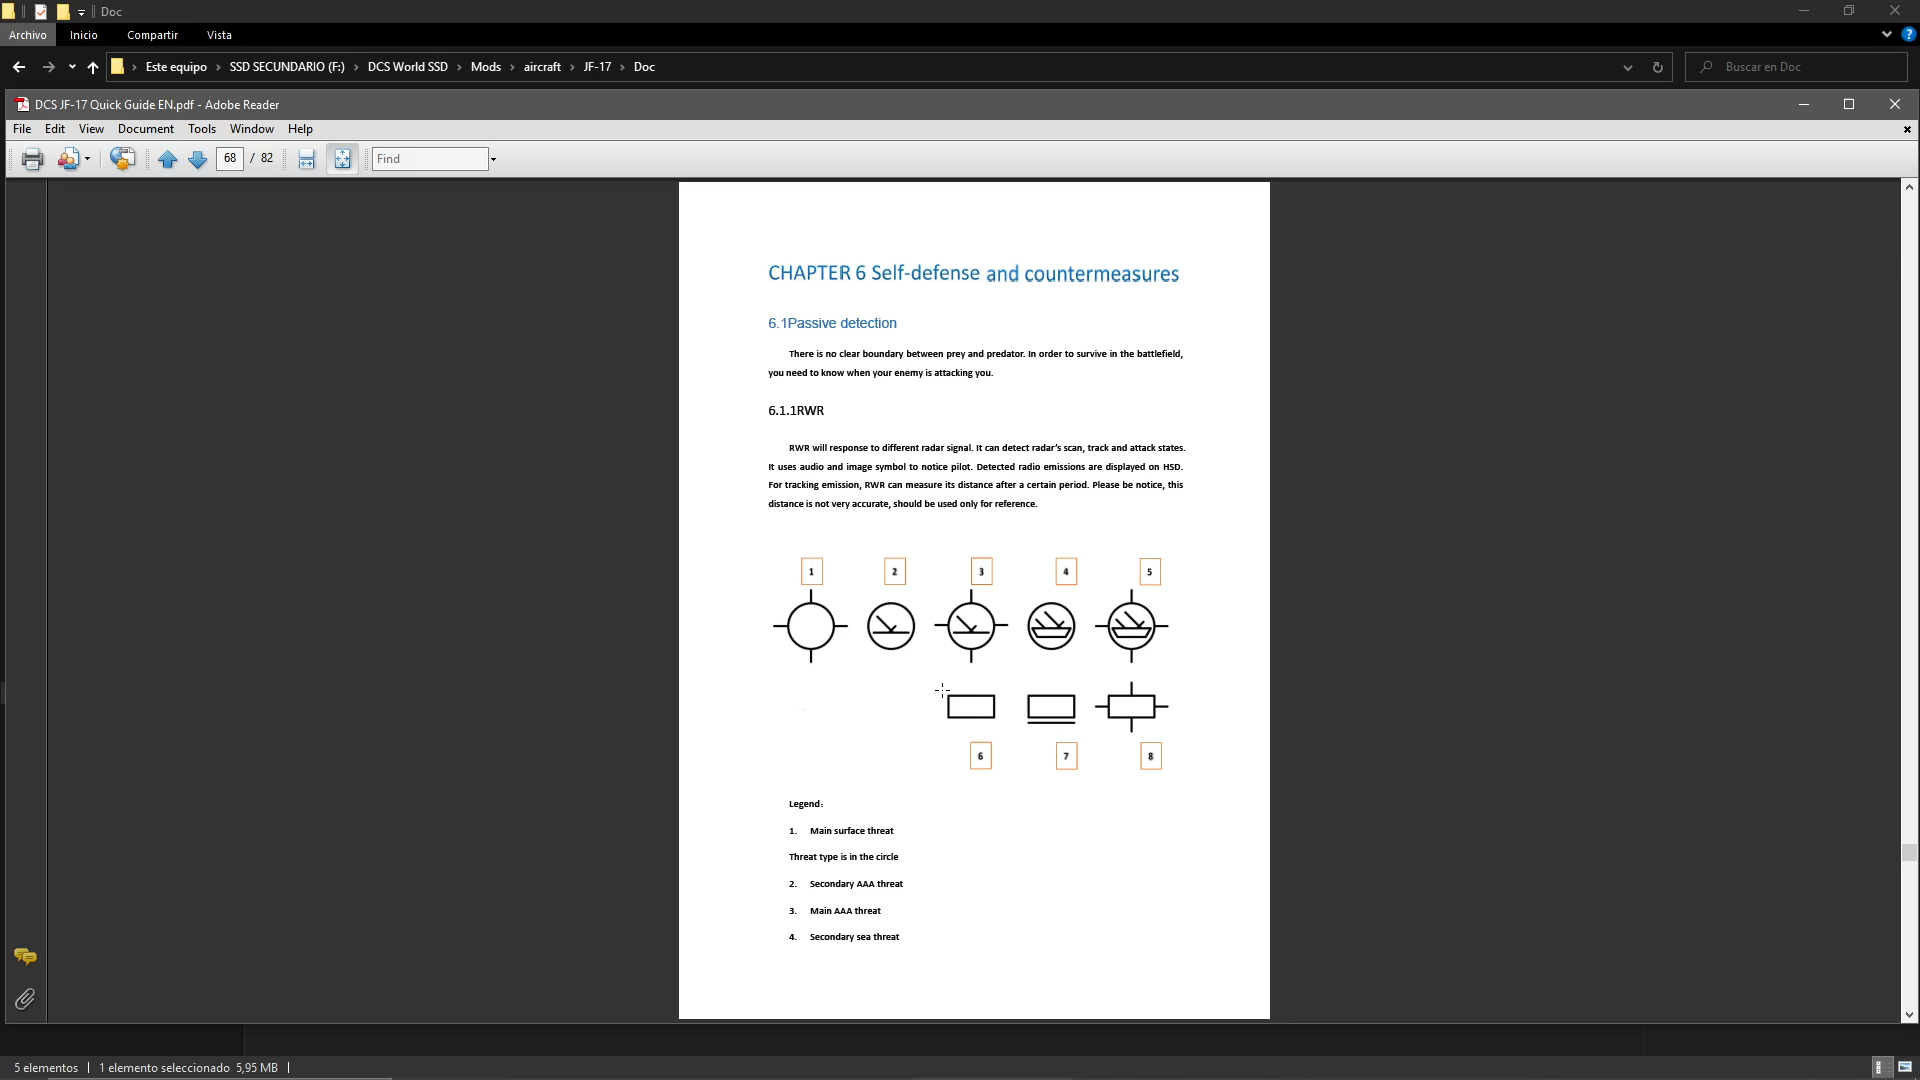 Doc
Archivo
Inicio
Compartir
Vista
?
Este equipo › SSD SECUNDARIO (F:) › DCS World SSD › Mods › aircraft › JF-17 › Doc
Buscar en Doc
DCS JF-17 Quick Guide EN.pdf - Adobe Reader
File Edit View Document Tools Window Help
68 / 82
Find
CHAPTER 6 Self-defense and countermeasures
6.1Passive detection
There is no clear boundary between prey and predator. In order to survive in the battlefield,
you need to know when your enemy is attacking you.
6.1.1RWR
RWR will response to different radar signal. It can detect radar’s scan, track and attack states.
It uses audio and image symbol to notice pilot. Detected radio emissions are displayed on HSD.
For tracking emission, RWR can measure its distance after a certain period. Please be notice, this
distance is not very accurate, should be used only for reference.
1 2 3 4 5
6 7 8
Legend：
1. Main surface threat
Threat type is in the circle
2. Secondary AAA threat
3. Main AAA threat
4. Secondary sea threat
5 elementos
1 elemento seleccionado 5,95 MB